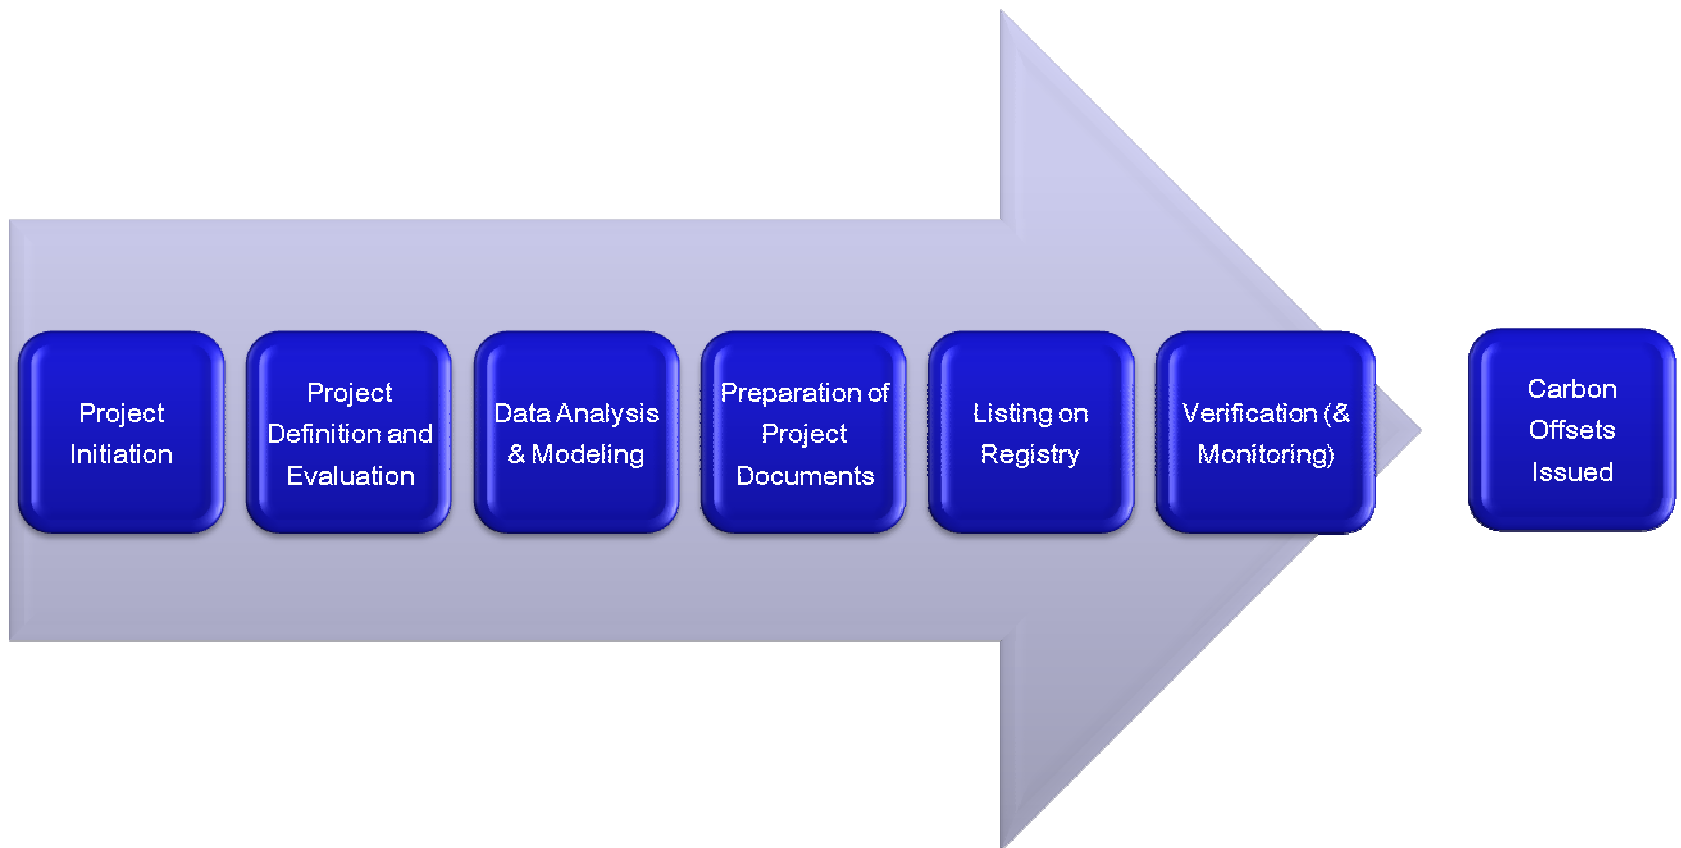 Project
Initiation
Project
Definition and
Evaluation
Data Analysis
& Modeling
Preparation of
Project
Documents
Listing on
Registry
Verification (&
Monitoring)
Carbon
Offsets
Issued